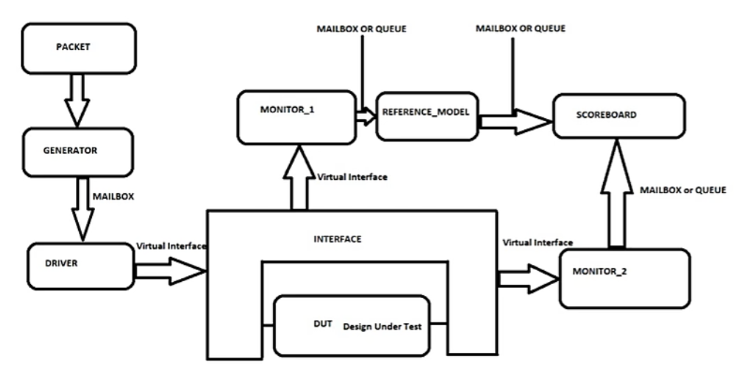 MAILBOX OR QUEUE
MAILBOX OR QUEUE
PACKET
MONITOR_1
REFERENCE_MODEL
SCOREBOARD
GENERATOR
Virtual Interface
MAILBOX
MAILBOX or QUEUE
Virtual Interface
INTERFACE
Virtual Interface
DRIVER
MONITOR_2
DUT Design Under Test